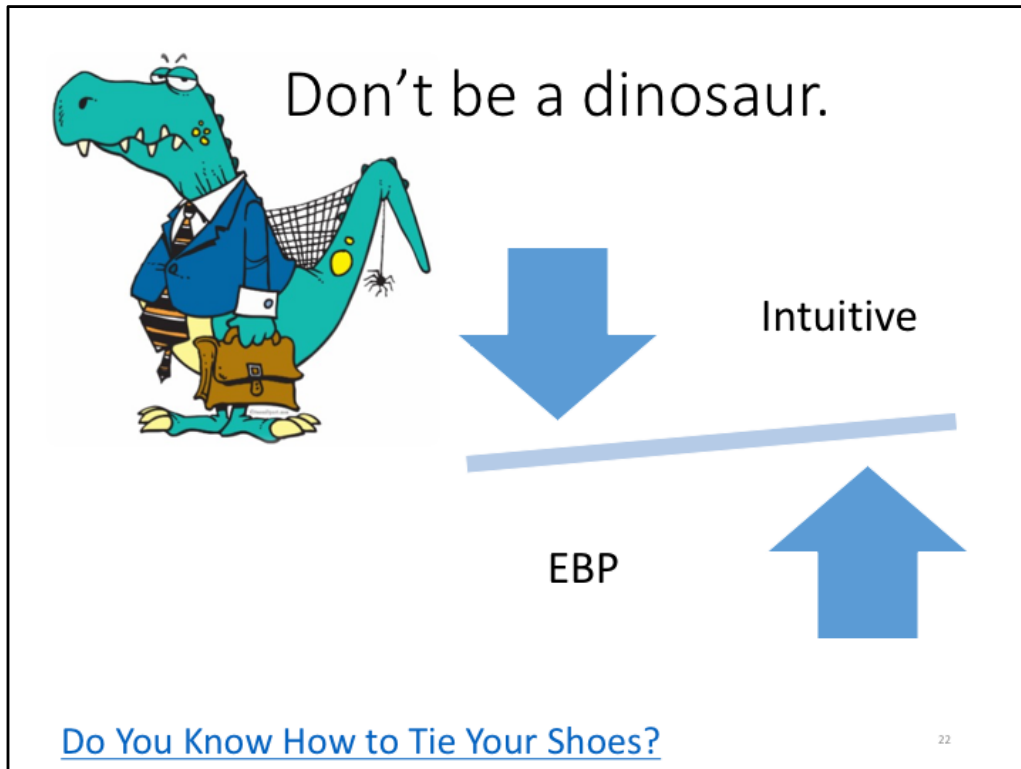 Don't be a dinosaur.
Intuitive
EBP
Do You Know How to Tie Your Shoes?
22